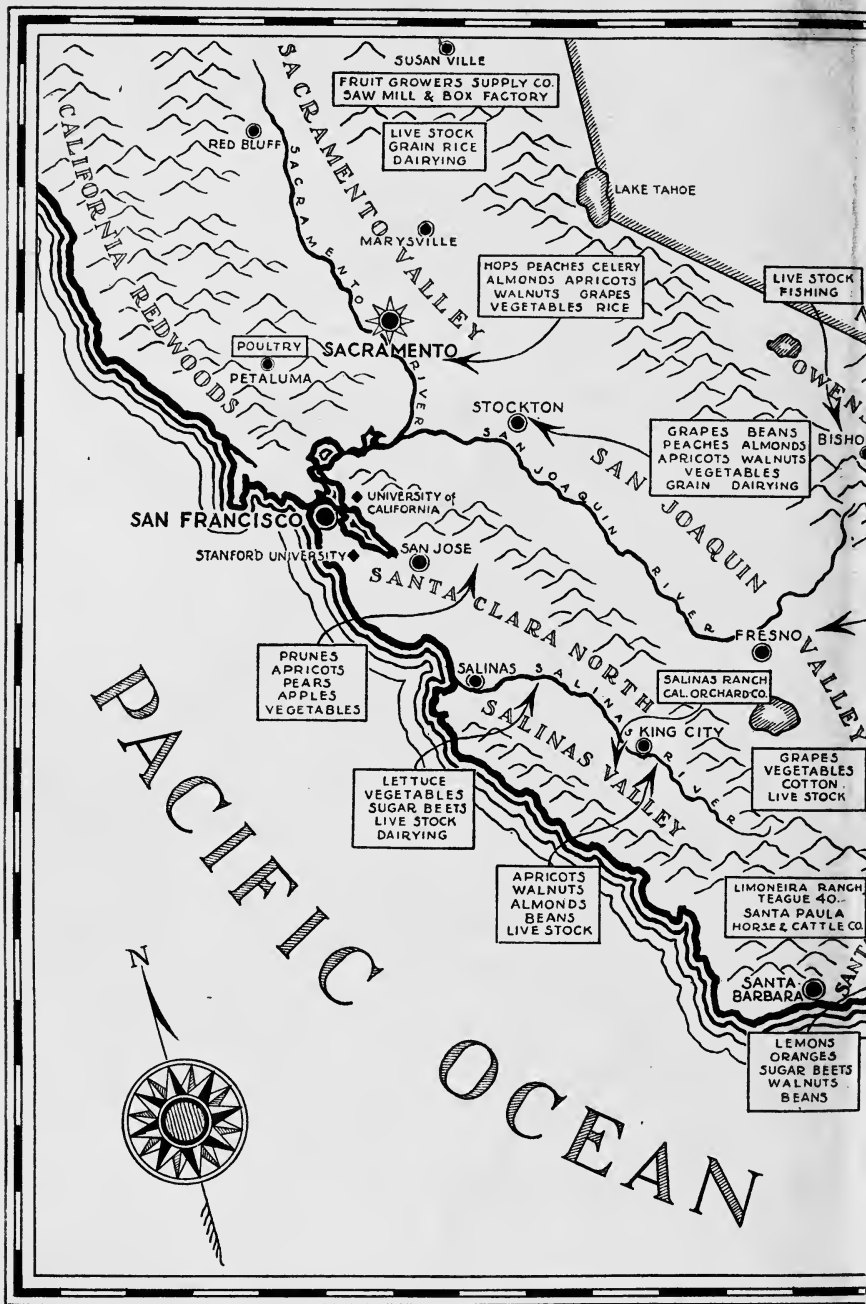 SUSAN VILLE
FRUIT GROWERS SUPPLY CO.
SAW MILL & BOX FACTORY
LIVE STOCK
GRAIN RICE
DAIRYING
SACRAMENTO VALLEY
CALIFORNIA REDWOODS
RED BLUFF
SACRAMENTO RIVER
LAKE TAHOE
MARYSVILLE
HOPS PEACHES CELERY
ALMONDS APRICOTS
WALNUTS GRAPES
VEGETABLES RICE
LIVE STOCK
FISHING
POULTRY
PETALUMA
SACRAMENTO
OWENS
BISHO
STOCKTON
GRAPES BEANS
PEACHES ALMONDS
APRICOTS WALNUTS
VEGETABLES
GRAIN DAIRYING
SAN JOAQUIN VALLEY
SAN JOAQUIN RIVER
UNIVERSITY of
CALIFORNIA
SAN FRANCISCO
STANFORD UNIVERSITY
SAN JOSE
SANTA CLARA NORTH
FRESNO
PRUNES
APRICOTS
PEARS
APPLES
VEGETABLES
SALINAS
SALINAS RIVER
SALINAS RANCH
CAL. ORCHARD CO.
SALINAS VALLEY
KING CITY
GRAPES
VEGETABLES
COTTON
LIVE STOCK
LETTUCE
VEGETABLES
SUGAR BEETS
LIVE STOCK
DAIRYING
APRICOTS
WALNUTS
ALMONDS
BEANS
LIVE STOCK
LIMONEIRA RANCH
TEAGUE 40
SANTA PAULA
HORSE & CATTLE CO.
SANTA
BARBARA
SANT
LEMONS
ORANGES
SUGAR BEETS
WALNUTS
BEANS
PACIFIC
OCEAN
N